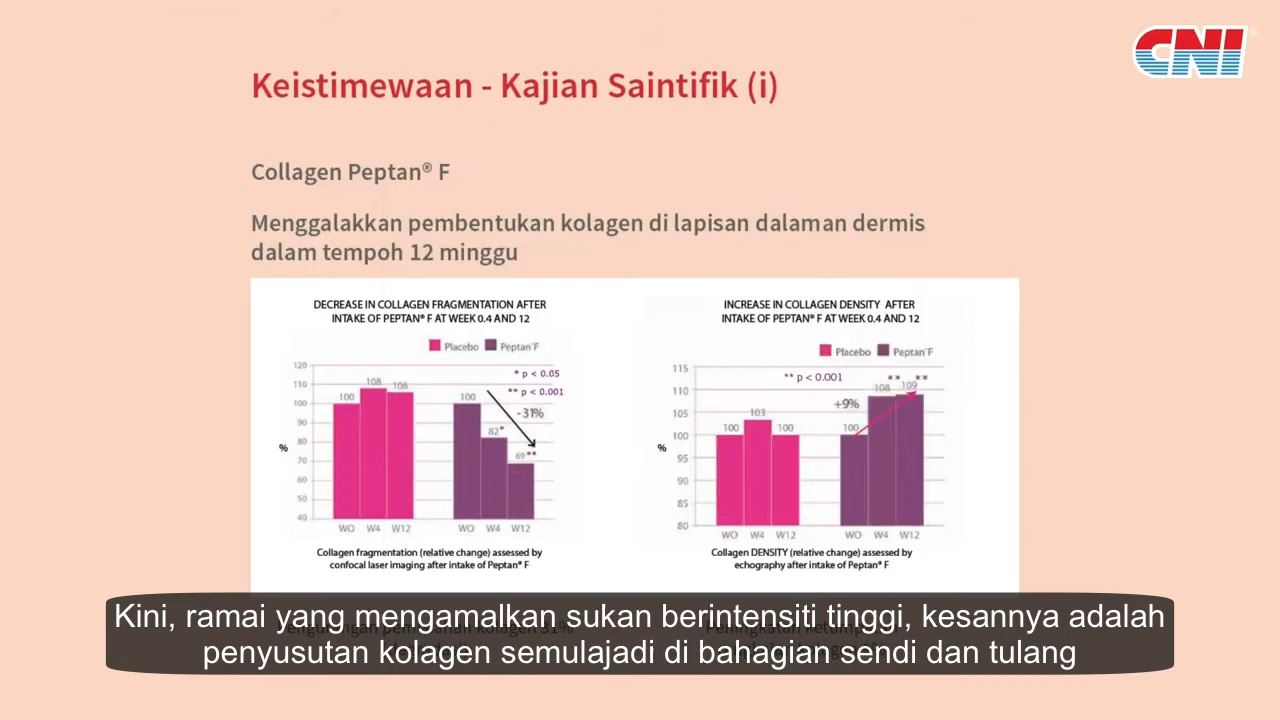 CNI®
Keistimewaan - Kajian Saintifik (i)
Collagen Peptan® F
Menggalakkan pembentukan kolagen di lapisan dalaman dermis
dalam tempoh 12 minggu
DECREASE IN COLLAGEN FRAGMENTATION AFTER
INTAKE OF PEPTAN® F AT WEEK 0.4 AND 12
Placebo Peptan®F
* p < 0.05
** p < 0.001
-31%
120
110
100
90
80
70
60
50
40
%
100 108 106
100 82* 69**
WO W4 W12 WO W4 W12
Collagen fragmentation (relative change) assessed by
confocal laser imaging after intake of Peptan® F
INCREASE IN COLLAGEN DENSITY AFTER
INTAKE OF PEPTAN® F AT WEEK 0.4 AND 12
Placebo Peptan®F
** p < 0.001
** **
+9%
115
110
105
100
95
90
85
80
%
100 103 100
100 108 109
WO W4 W12 WO W4 W12
Collagen DENSITY (relative change) assessed by
echography after intake of Peptan® F
Kini, ramai yang mengamalkan sukan berintensiti tinggi, kesannya adalah
penyusutan kolagen semulajadi di bahagian sendi dan tulang